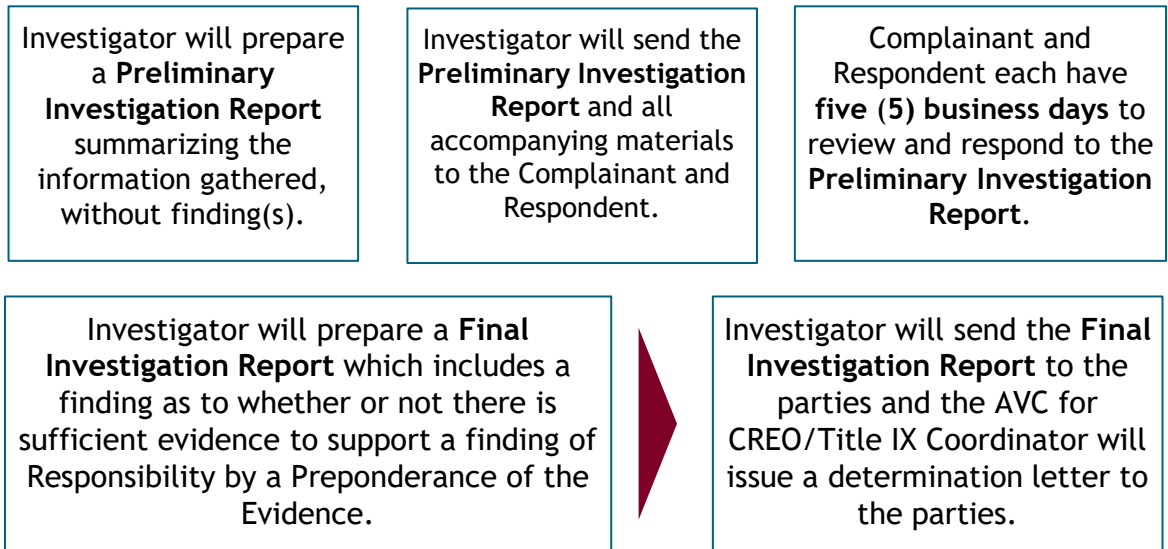 Investigator will prepare
a Preliminary
Investigation Report
summarizing the
information gathered,
without finding(s).
Investigator will send the
Preliminary Investigation
Report and all
accompanying materials
to the Complainant and
Respondent.
Complainant and
Respondent each have
five (5) business days to
review and respond to the
Preliminary Investigation
Report.
Investigator will prepare a Final
Investigation Report which includes a
finding as to whether or not there is
sufficient evidence to support a finding of
Responsibility by a Preponderance of the
Evidence.
Investigator will send the Final
Investigation Report to the
parties and the AVC for
CREO/Title IX Coordinator will
issue a determination letter to
the parties.